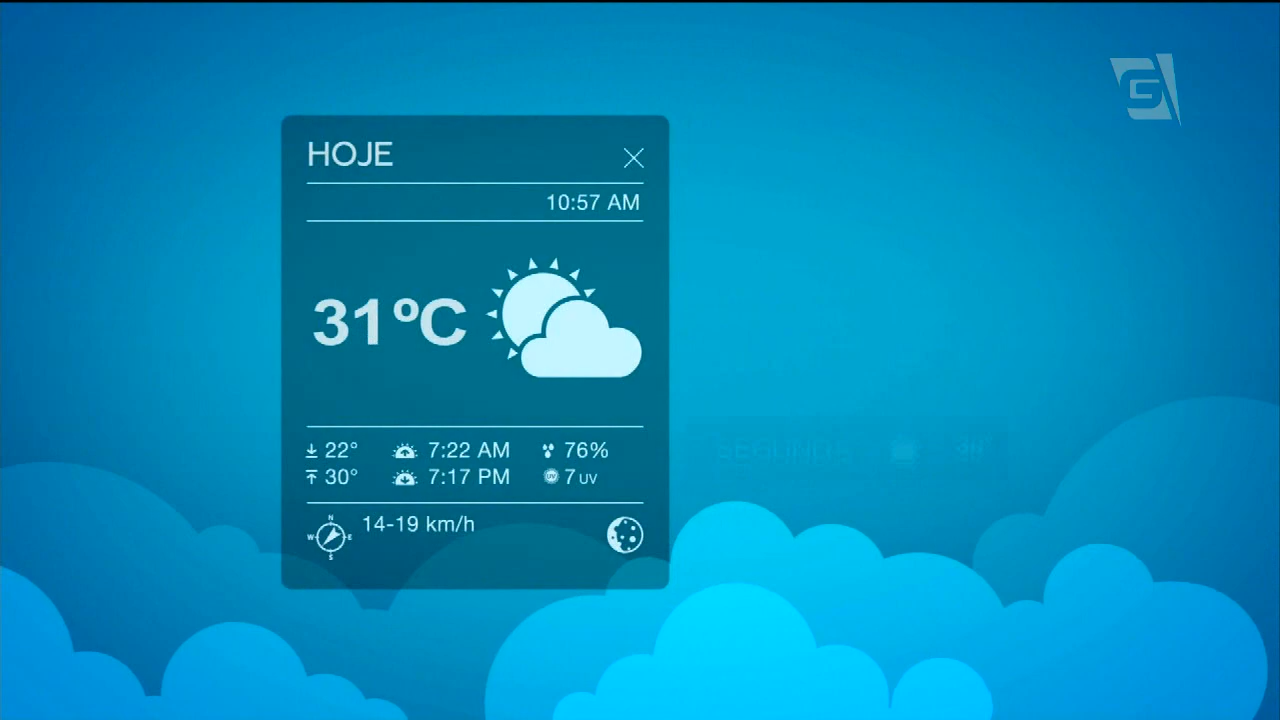 HOJE
10:57 AM
31ºC
22° 7:22 AM 76%
30° 7:17 PM 7 UV
N
W E
S
14-19 km/h